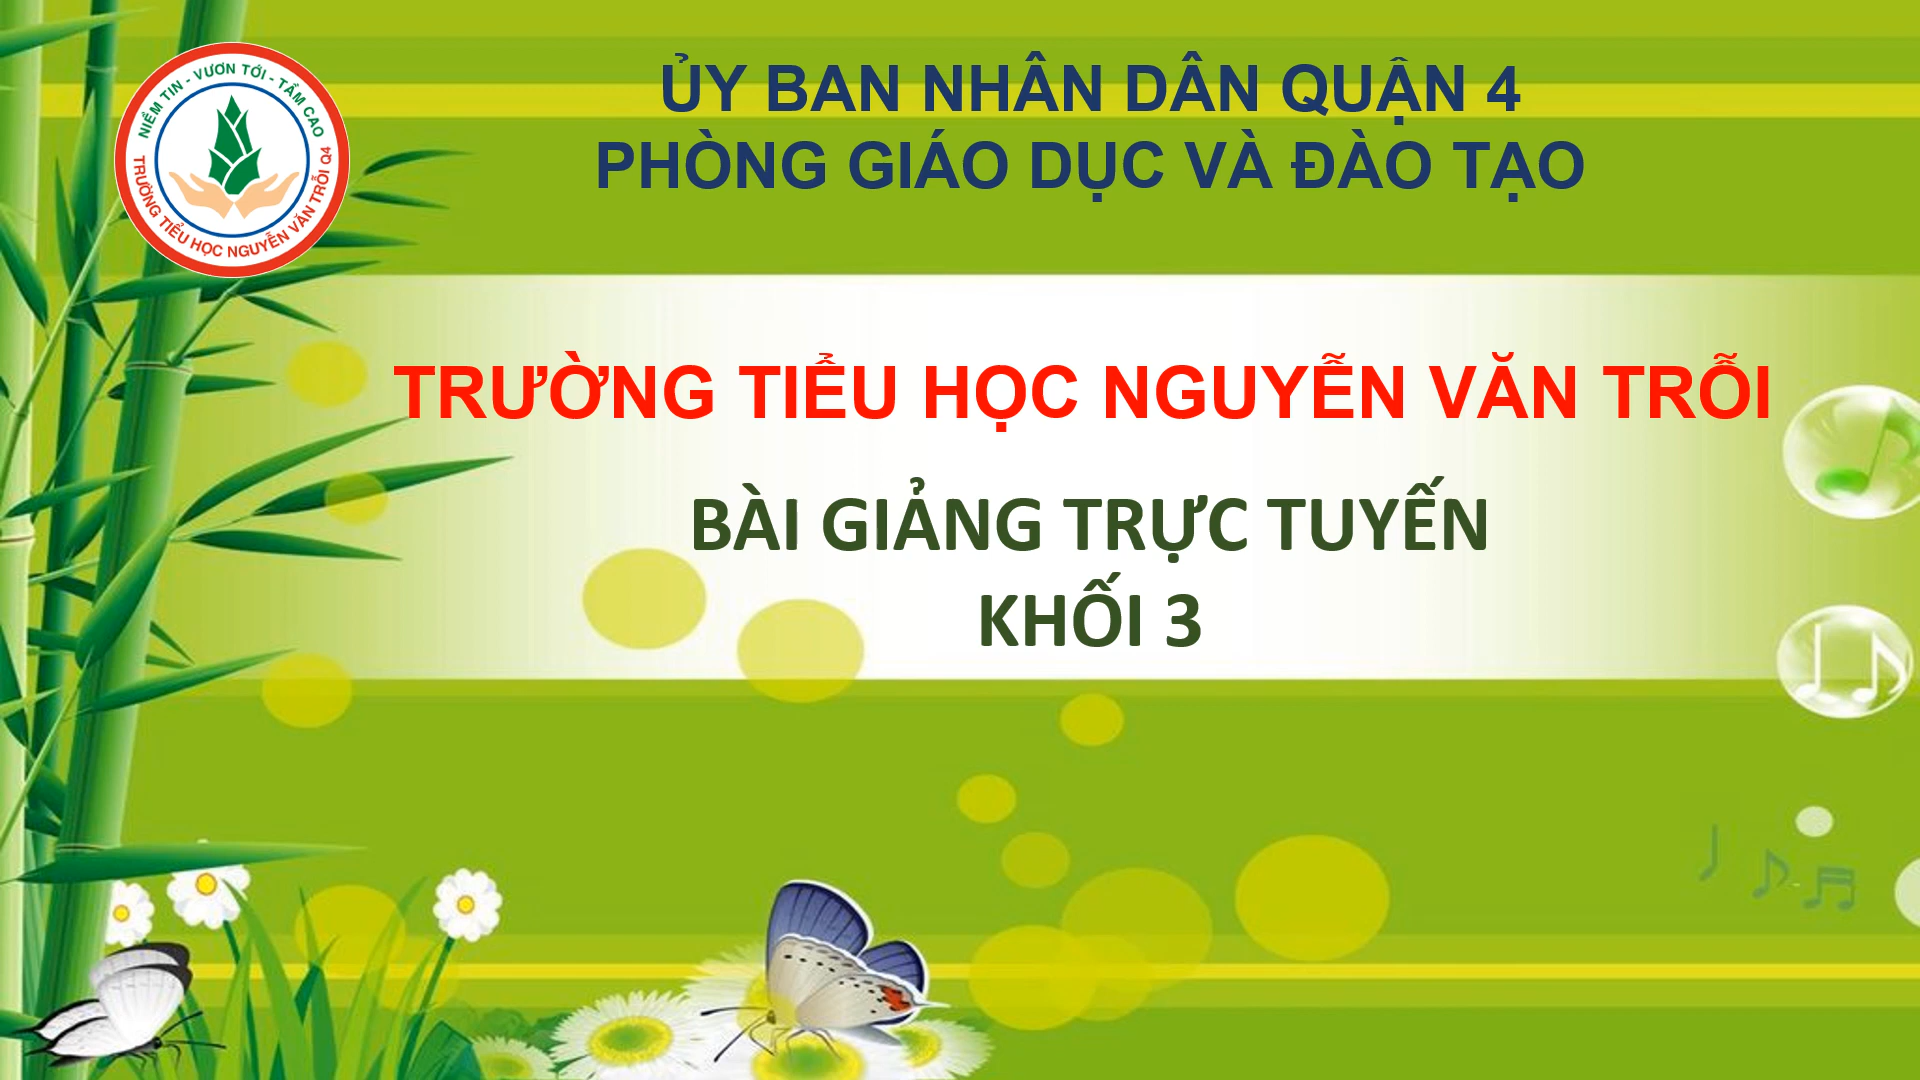 NIỀM TIN - VƯƠN TỚI - TẦM CAO
TRƯỜNG TIỂU HỌC NGUYỄN VĂN TRỖI Q4
ỦY BAN NHÂN DÂN QUẬN 4
PHÒNG GIÁO DỤC VÀ ĐÀO TẠO
TRƯỜNG TIỂU HỌC NGUYỄN VĂN TRỖI
BÀI GIẢNG TRỰC TUYẾN
KHỐI 3